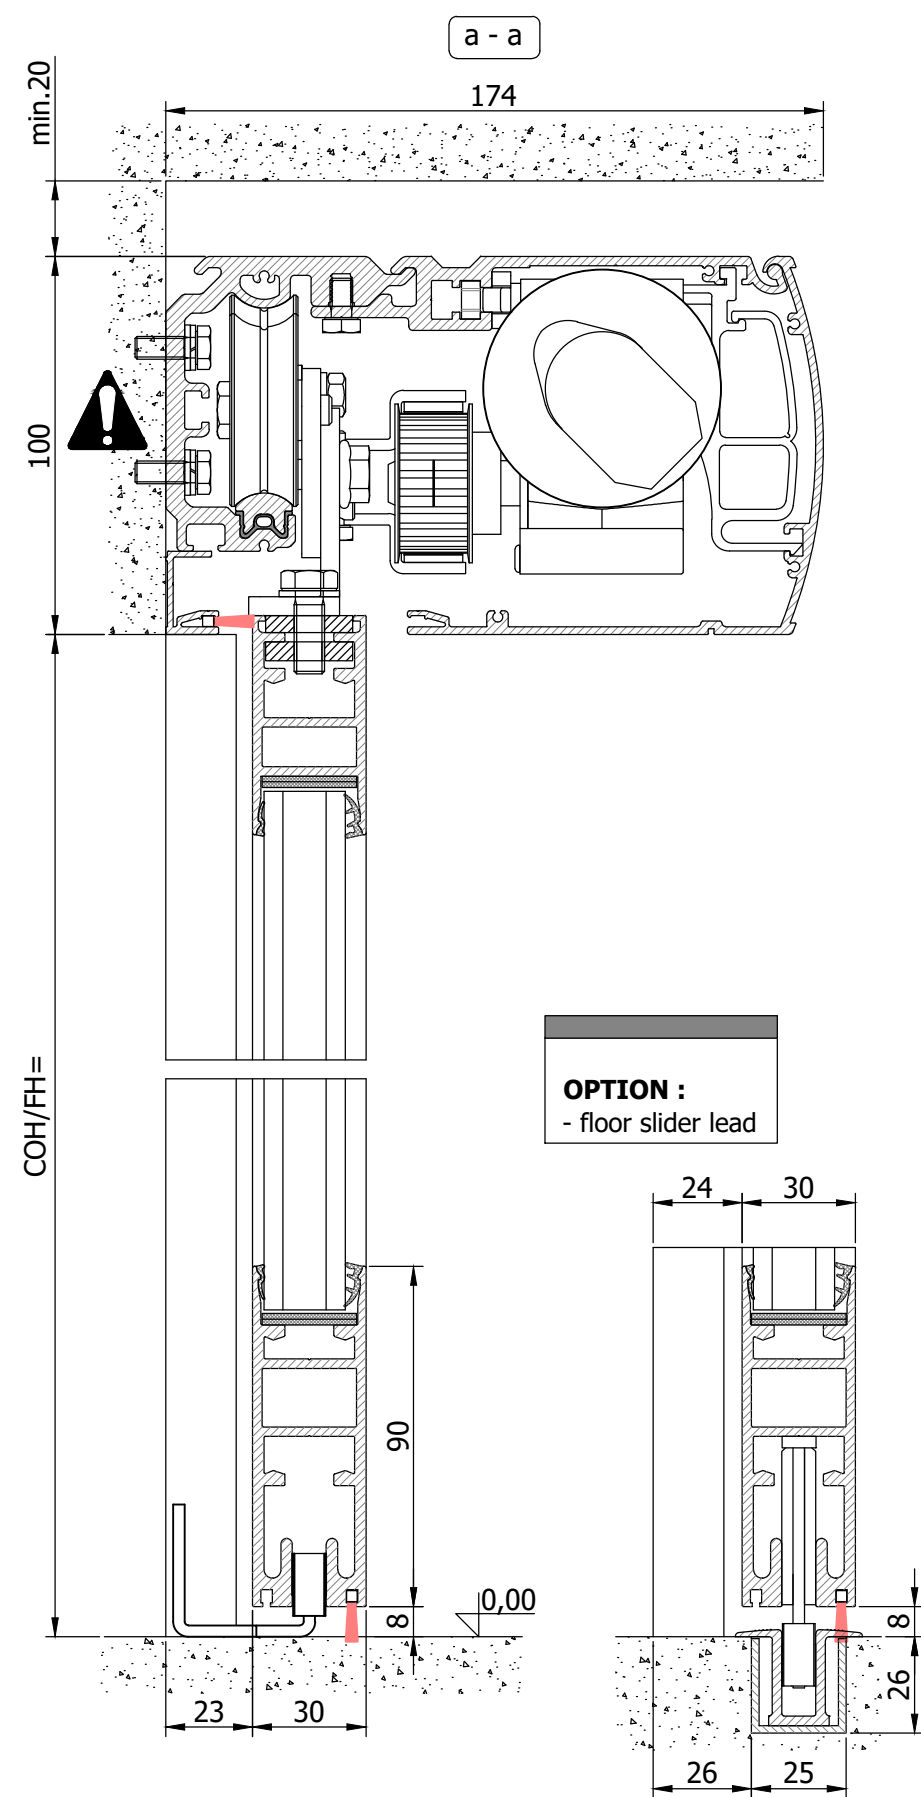 a - a
min.20
174
100
COH/FH=
OPTION :
- floor slider lead
24
30
90
0,00
8
8
26
23
30
26
25